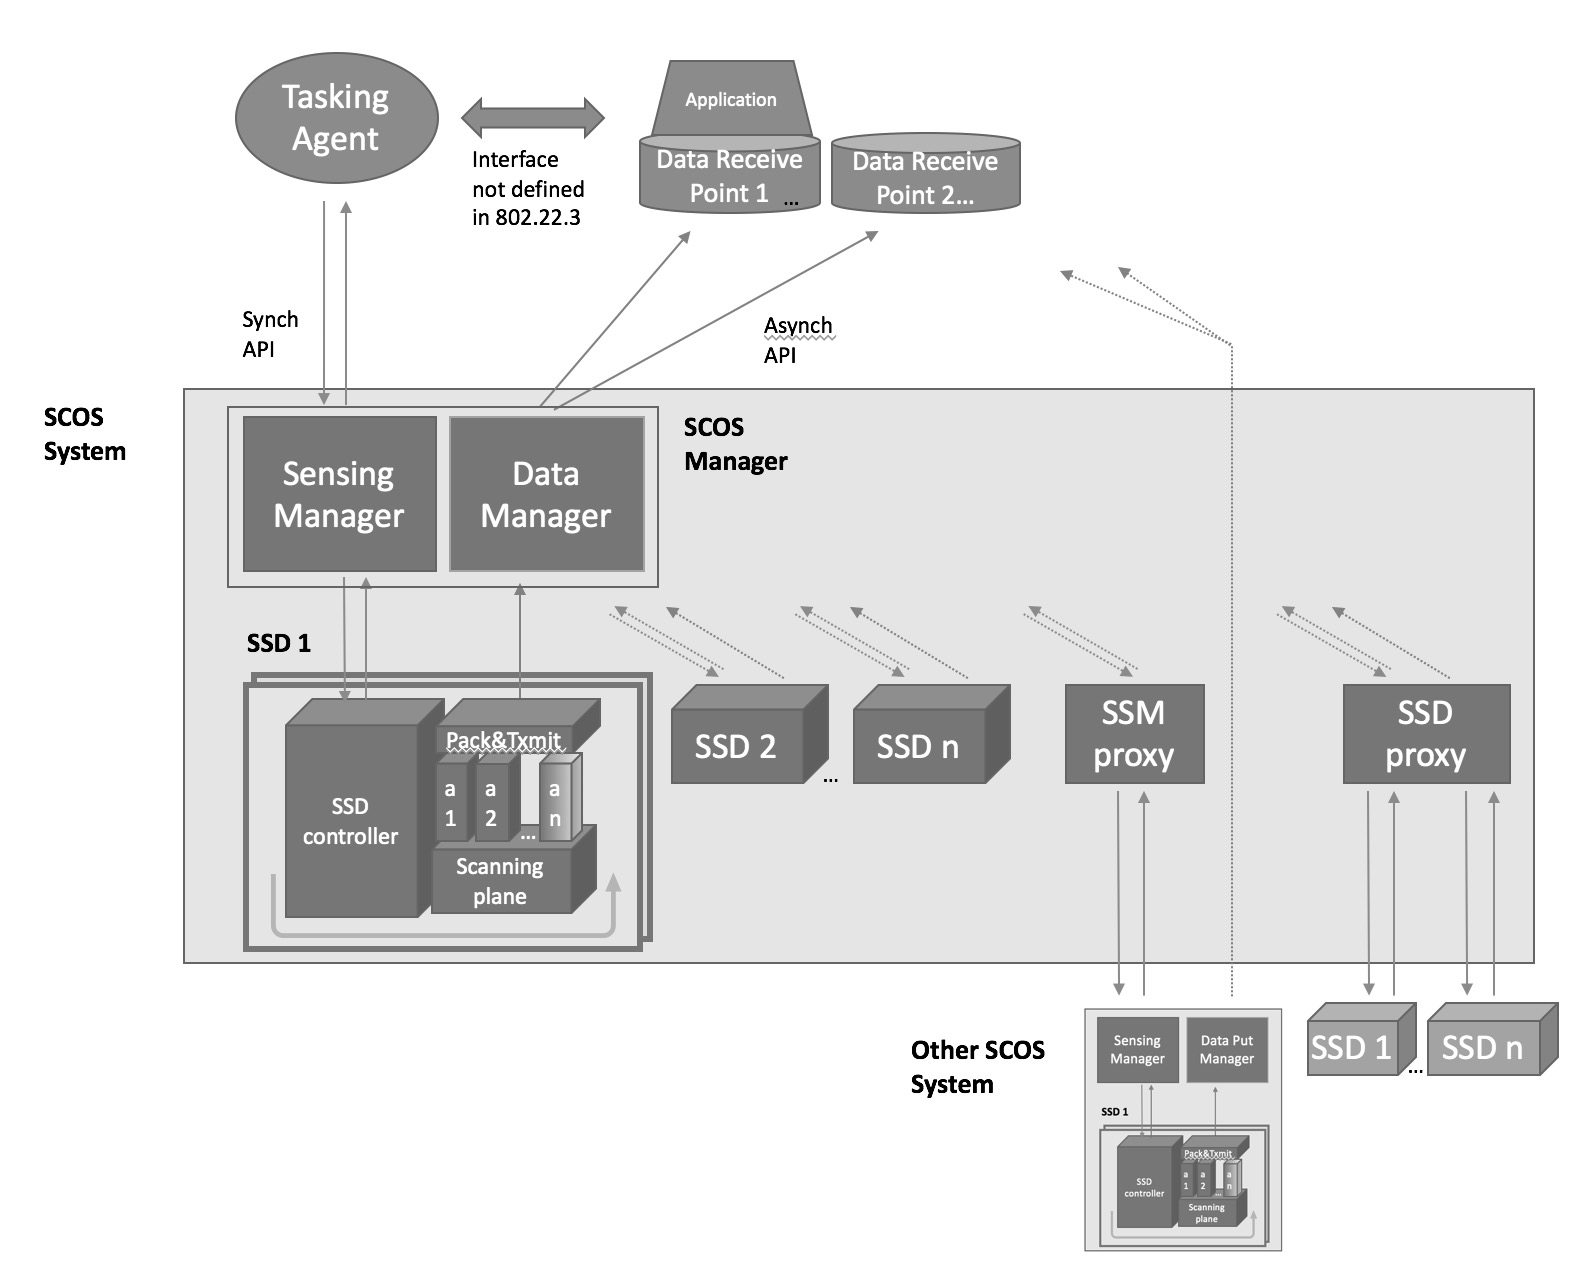 Tasking
Agent
Interface
not defined
in 802.22.3
Application
Data Receive
Point 1 ...
Data Receive
Point 2...
Synch
API
Asynch
API
SCOS
System
Sensing
Manager
Data
Manager
SCOS
Manager
SSD 1
SSD
controller
Pack&Txmit
a
1
a
2
...
a
n
Scanning
plane
SSD 2
...
SSD n
SSM
proxy
SSD
proxy
Other SCOS
System
Sensing
Manager
Data Put
Manager
SSD 1
SSD
controller
Pack&Txmit
a
1
a
2
...
a
n
Scanning
plane
SSD 1
...
SSD n